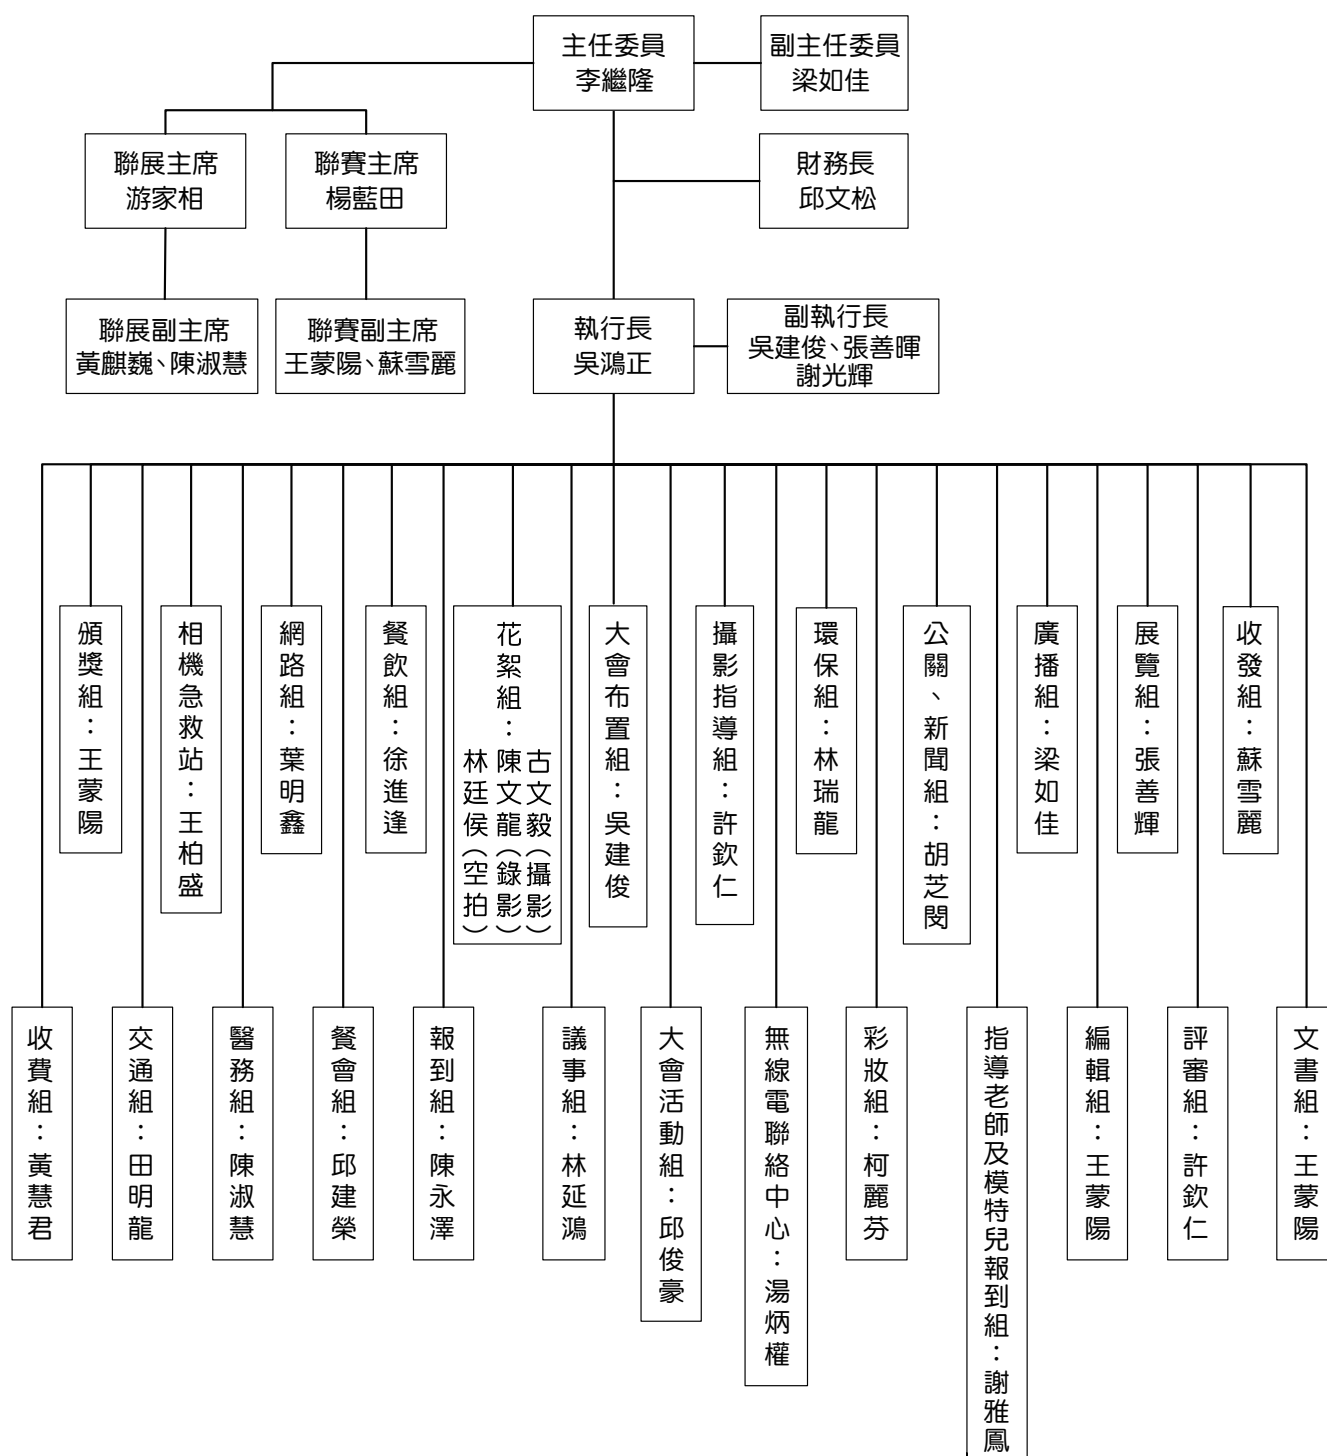 主任委員
李繼隆
副主任委員
梁如佳
聯展主席
游家相
聯賽主席
楊藍田
財務長
邱文松
聯展副主席
黃麒巍、陳淑慧
聯賽副主席
王蒙陽、蘇雪麗
執行長
吳鴻正
副執行長
吳建俊、張善暉
謝光輝
頒獎組：王蒙陽
相機急救站：王柏盛
網路組：葉明鑫
餐飲組：徐進逢
花絮組：陳文龍(錄影)
古文毅(攝影)
林廷侯(空拍)
大會布置組：吳建俊
攝影指導組：許欽仁
環保組：林瑞龍
公關、新聞組：胡芝閔
廣播組：梁如佳
展覽組：張善輝
收發組：蘇雪麗
收費組：黃慧君
交通組：田明龍
醫務組：陳淑慧
餐會組：邱建榮
報到組：陳永澤
議事組：林延鴻
大會活動組：邱俊豪
無線電聯絡中心：湯炳權
彩妝組：柯麗芬
指導老師及模特兒報到組：謝雅鳳
編輯組：王蒙陽
評審組：許欽仁
文書組：王蒙陽